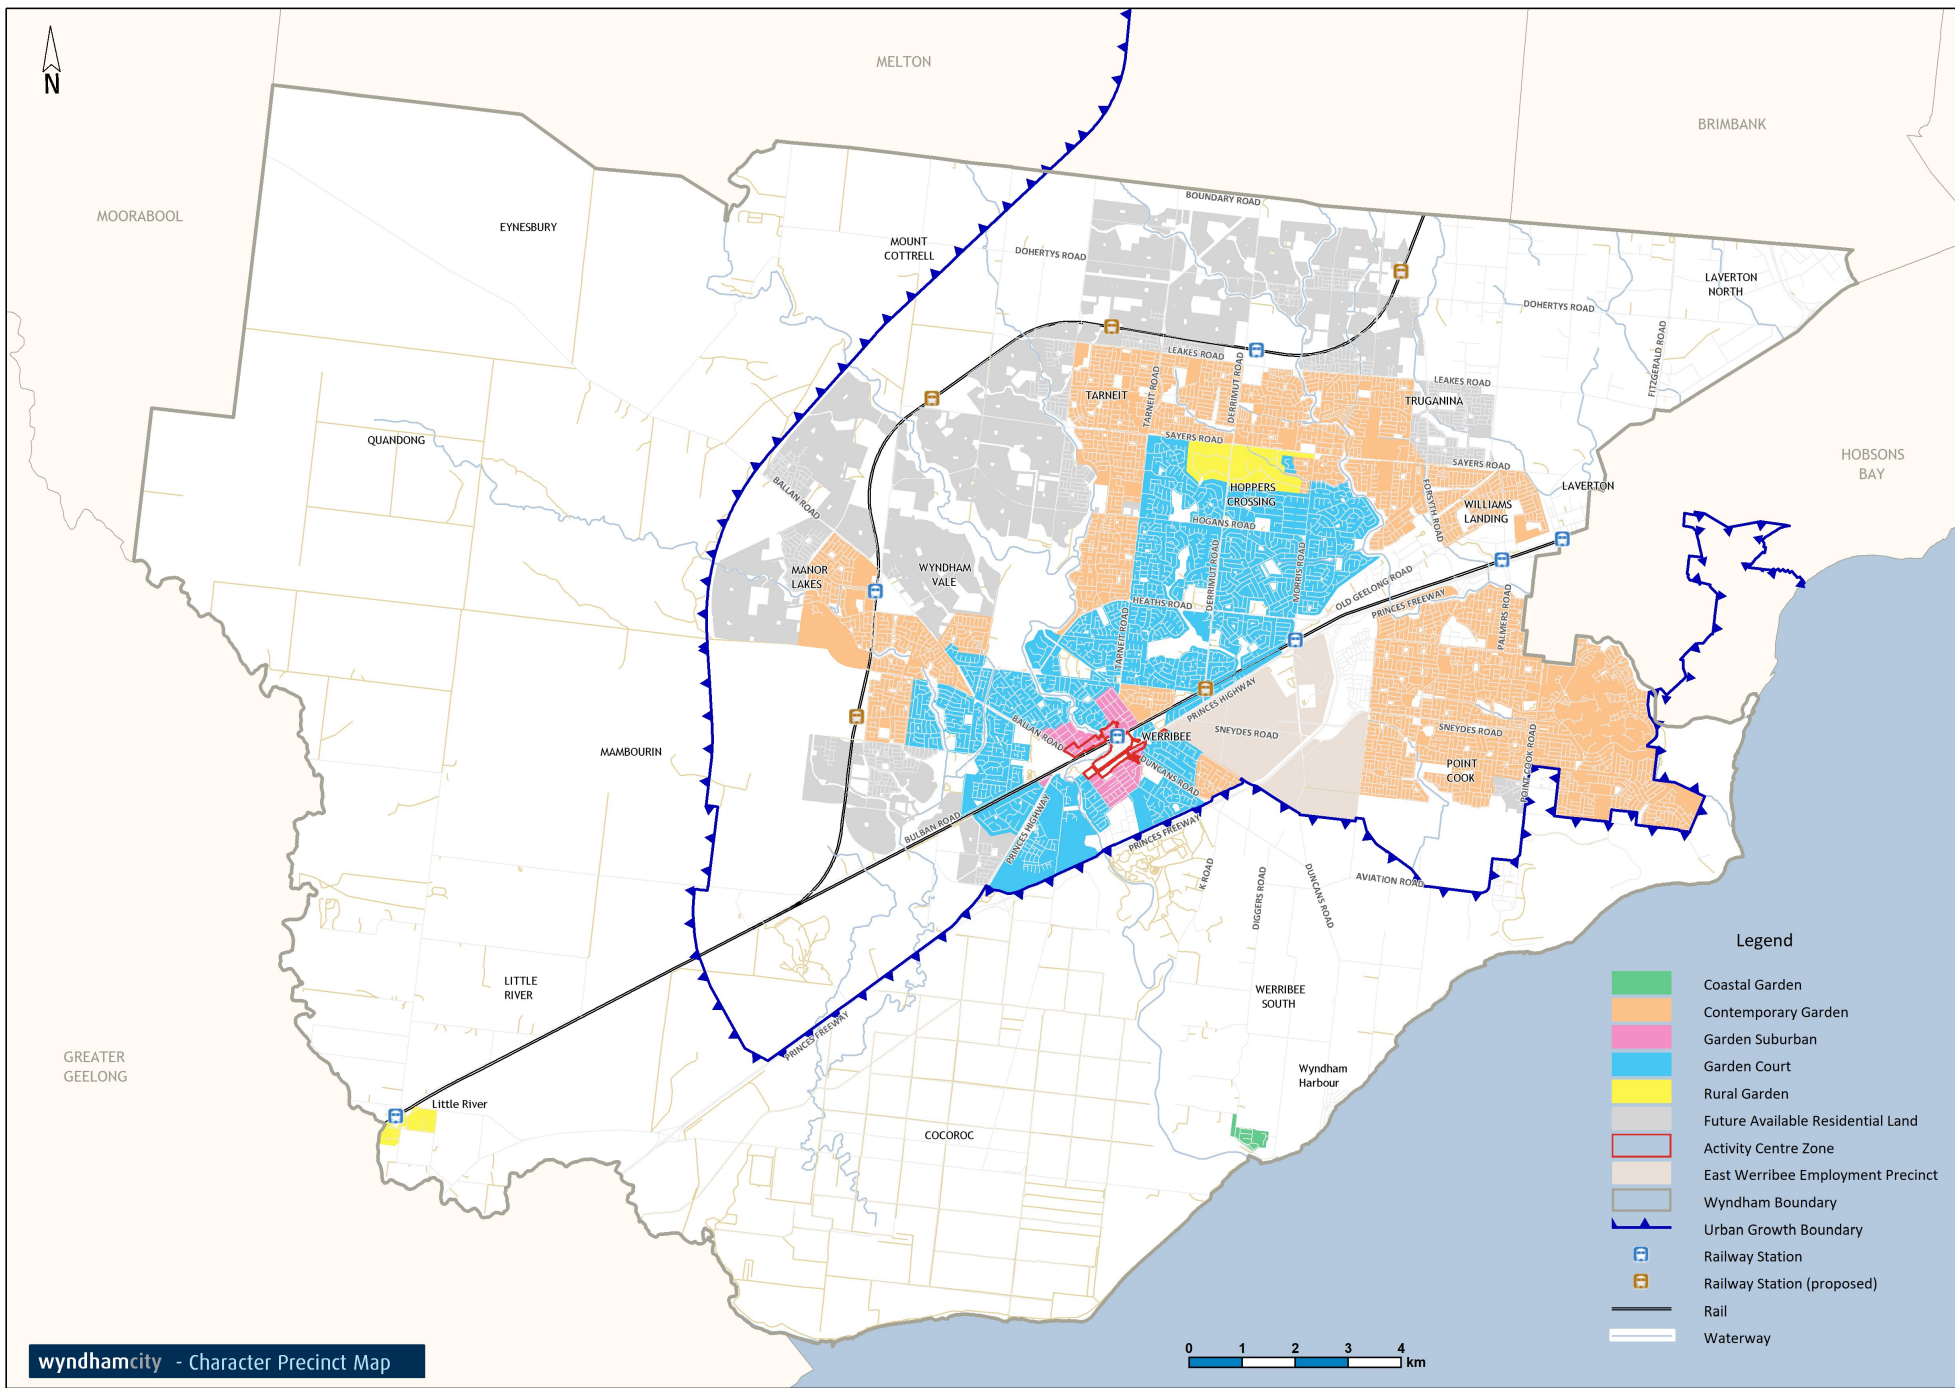 N
MELTON
BRIMBANK
MOORABOOL
BOUNDARY ROAD
EYNESBURY
MOUNT
COTTRELL
DOHERTYS ROAD
LAVERTON
NORTH
DOHERTYS ROAD
FITZGERALD ROAD
LEAKES ROAD
LEAKES ROAD
TARNEIT
TARNEIT ROAD
DERRIMUT ROAD
TRUGANINA
QUANDONG
SAYERS ROAD
HOBSONS
BAY
SAYERS ROAD
BALLAN ROAD
HOPPERS
CROSSING
FORSYTH ROAD
LAVERTON
WILLIAMS
LANDING
HOGANS ROAD
MANOR
LAKES
WYNDHAM
VALE
DERRIMUT ROAD
MORRIS ROAD
OLD GEELONG ROAD
PRINCES FREEWAY
HEATHS ROAD
PALMERS ROAD
TARNEIT ROAD
PRINCES HIGHWAY
BALLAN ROAD
WERRIBEE
SNEYDES ROAD
SNEYDES ROAD
POINT COOK ROAD
MAMBOURIN
DUNCANS ROAD
POINT
COOK
BULBAN ROAD
PRINCES HIGHWAY
PRINCES FREEWAY
K ROAD
DIGGERS ROAD
DUNCANS ROAD
AVIATION ROAD
LITTLE
RIVER
WERRIBEE
SOUTH
PRINCES FREEWAY
GREATER
GEELONG
Wyndham
Harbour
Little River
COCOROC
Legend
Coastal Garden
Contemporary Garden
Garden Suburban
Garden Court
Rural Garden
Future Available Residential Land
Activity Centre Zone
East Werribee Employment Precinct
Wyndham Boundary
Urban Growth Boundary
Railway Station
Railway Station (proposed)
Rail
Waterway
0 1 2 3 4
km
wyndhamcity - Character Precinct Map